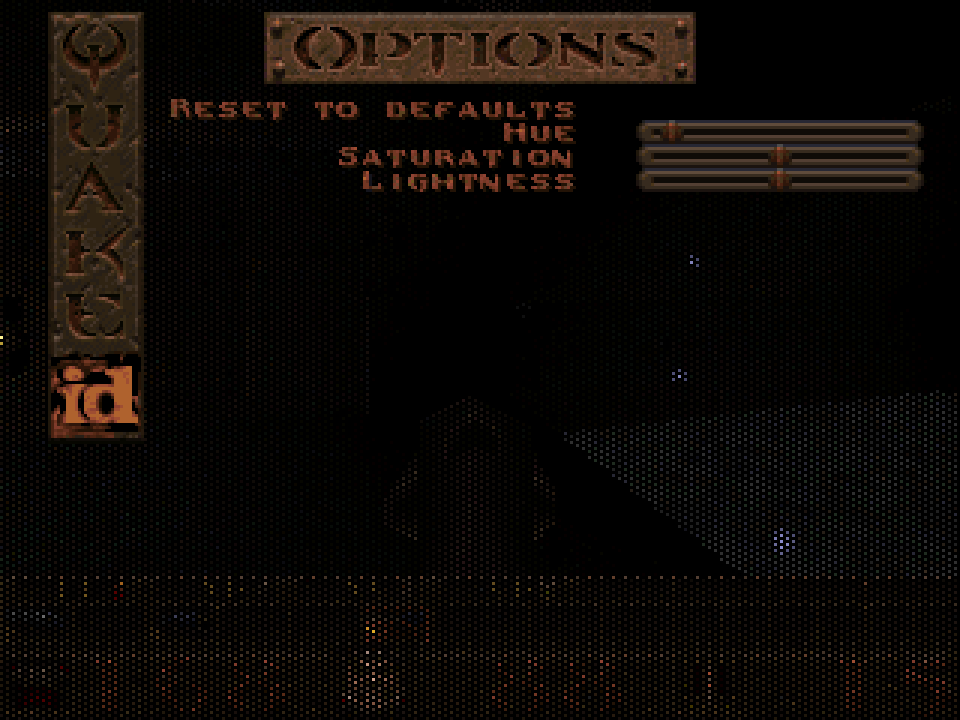 QUAKE
id
OPTIONS
RESET TO DEFAULTS
HUE
SATURATION
LIGHTNESS